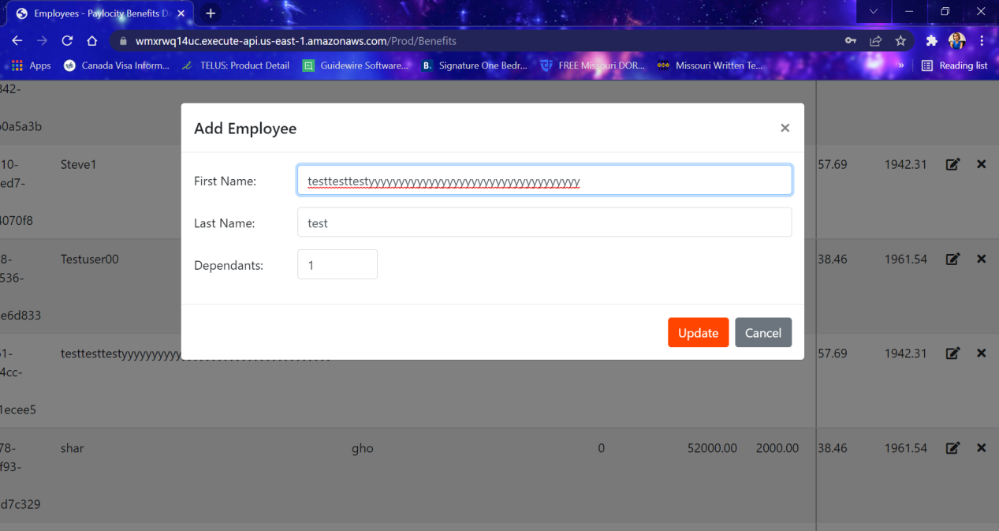 Employees - Paylocity Benefits Da
wmxrwq14uc.execute-api.us-east-1.amazonaws.com/Prod/Benefits
Apps Canada Visa Inform... TELUS: Product Detail Guidewire Software... B. Signature One Bedr... FREE Missouri DOR... Missouri Written Te... » Reading list
342-
b0a5a3b
Add Employee ×
10- Steve1 57.69 1942.31
First Name: testtesttestyyyyyyyyyyyyyyyyyyyyyyyyyyyyyyyyyyy
ed7-
4070f8
Last Name: test
8- Testuser00 38.46 1961.54
Dependants: 1
536-
e6d833
Update Cancel
61- testtesttestyyyyyyyyyy 57.69 1942.31
4cc-
1ecee5
78- shar gho 0 52000.00 2000.00 38.46 1961.54
f93-
d7c329